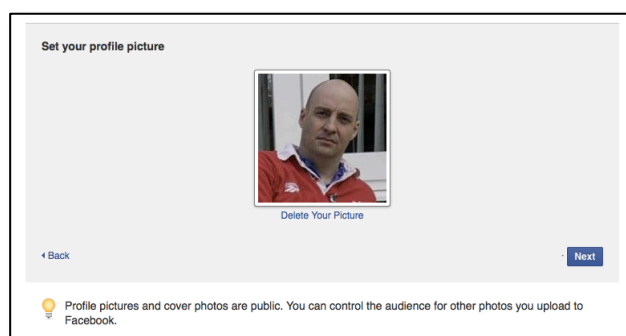 Set your profile picture
Delete Your Picture
Back
Next
Profile pictures and cover photos are public. You can control the audience for other photos you upload to
Facebook.